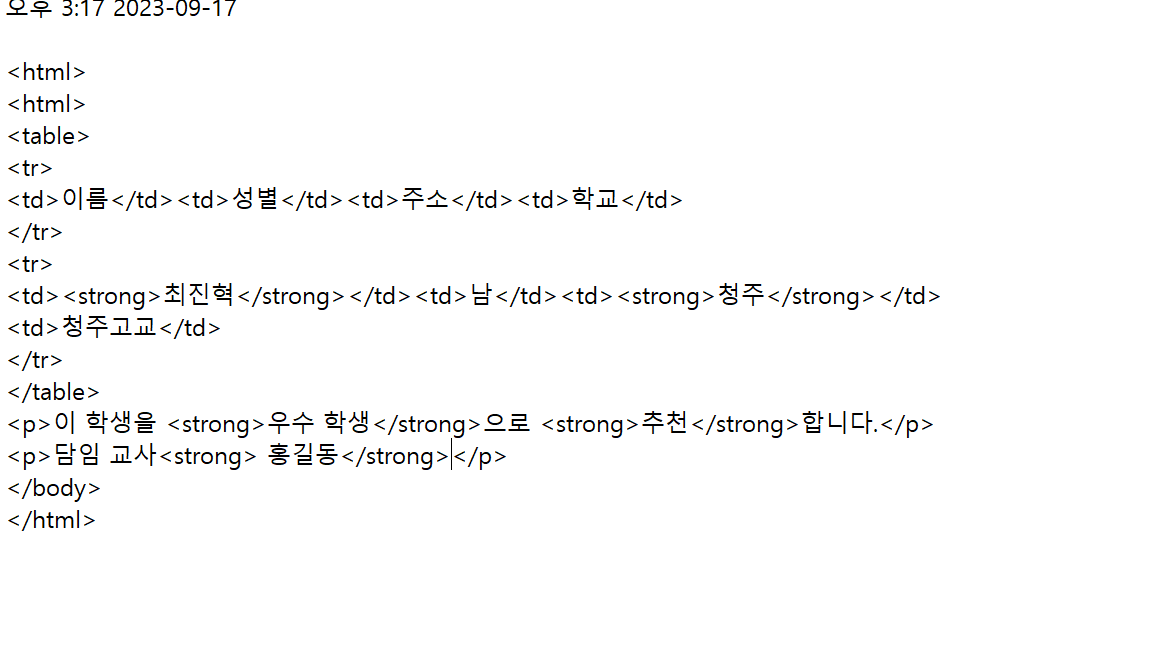 오후 3:17 2023-09-17
<html>
<html>
<table>
<tr>
<td>이름</td><td>성별</td><td>주소</td><td>학교</td>
</tr>
<tr>
<td><strong>최진혁</strong></td><td>남</td><td><strong>청주</strong></td>
<td>청주고교</td>
</tr>
</table>
<p>이 학생을 <strong>우수 학생</strong>으로 <strong>추천</strong>합니다.</p>
<p>담임 교사<strong> 홍길동</strong></p>
</body>
</html>